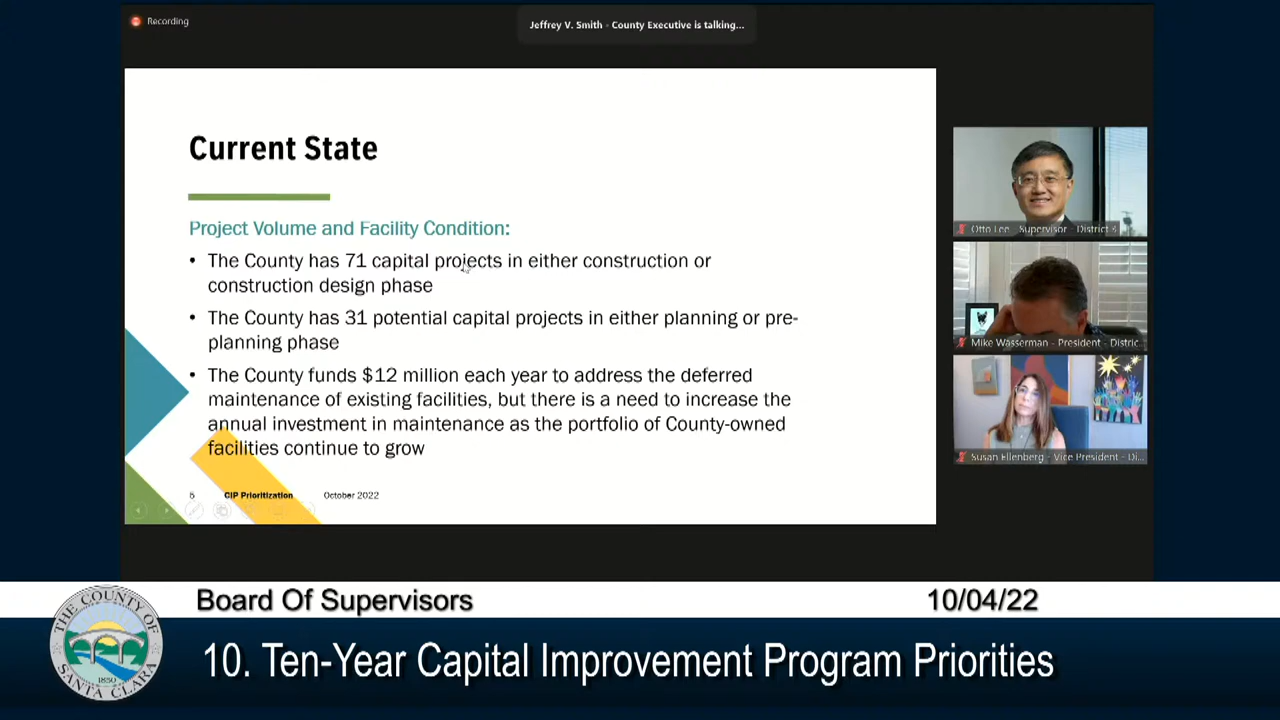 Recording
Jeffrey V. Smith - County Executive is talking...
Current State
Project Volume and Facility Condition:
• The County has 71 capital projects in either construction or
construction design phase
• The County has 31 potential capital projects in either planning or pre-
planning phase
• The County funds $12 million each year to address the deferred
maintenance of existing facilities, but there is a need to increase the
annual investment in maintenance as the portfolio of County-owned
facilities continue to grow
CIP Prioritization
October 2022
Otto Lee - Supervisor - District
Mike Wasserman - President - Distric...
Susan Ellenberg - Vice President - Di...
Board Of Supervisors
10/04/22
10. Ten-Year Capital Improvement Program Priorities
THE COUNTY OF
SANTA CLARA
1850